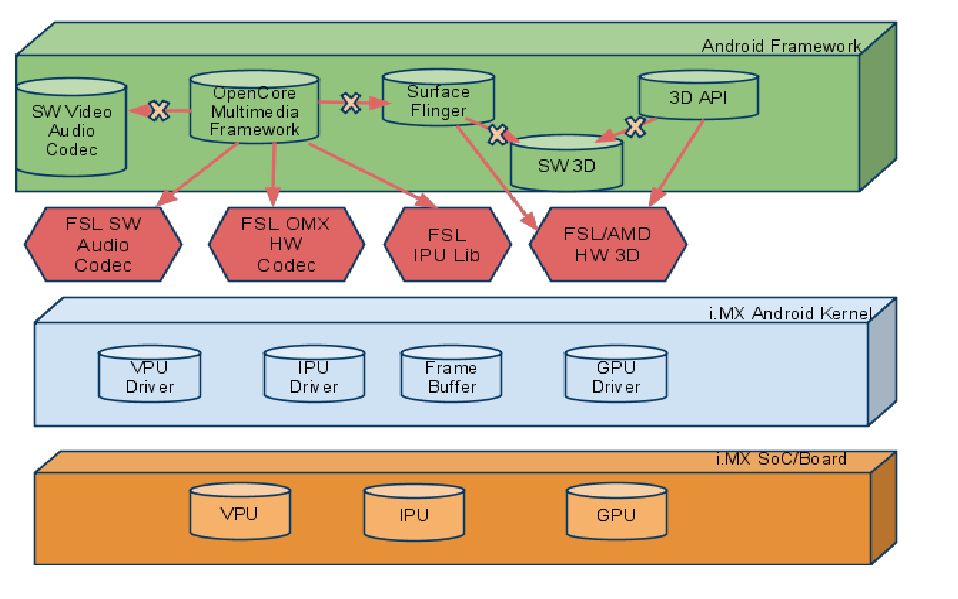 Android Framework
SW Video
Audio
Codec
OpenCore
Multimedia
Framework
Surface
Flinger
3D API
SW 3D
FSL SW
Audio
Codec
FSL OMX
HW
Codec
FSL
IPU Lib
FSL/AMD
HW 3D
i.MX Android Kernel
VPU
Driver
IPU
Driver
Frame
Buffer
GPU
Driver
i.MX SoC/Board
VPU
IPU
GPU